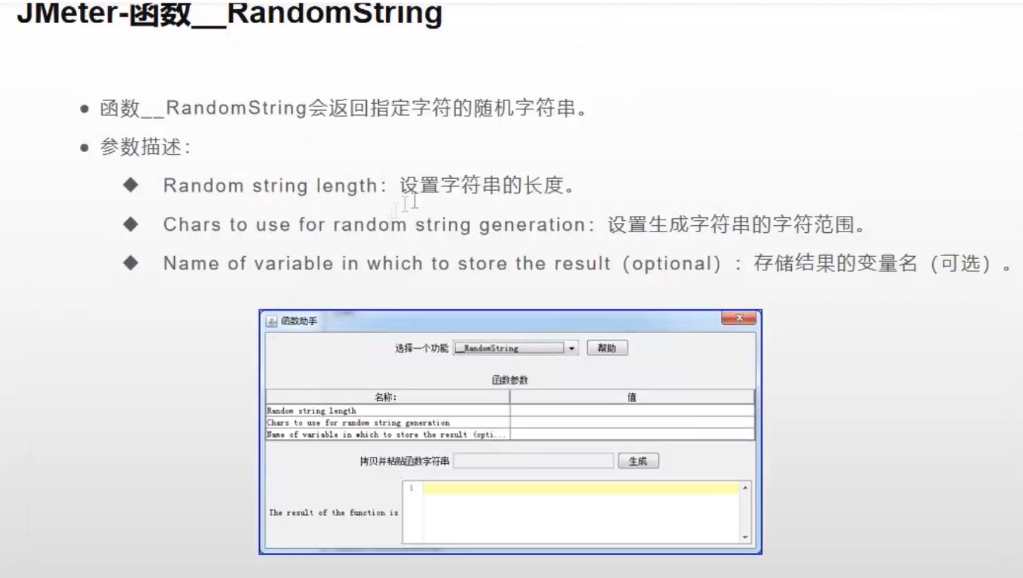 JMeter-函数__RandomString
函数__RandomString会返回指定字符的随机字符串。
参数描述：
Random string length：设置字符串的长度。
Chars to use for random string generation：设置生成字符串的字符范围。
Name of variable in which to store the result（optional）：存储结果的变量名（可选）。
函数助手
选择一个功能 __RandomString 帮助
函数参数
名称: 值
Random string length
Chars to use for random string generation
Name of variable in which to store the result (opti...
拷贝并粘贴函数字符串 生成
1
The result of the function is